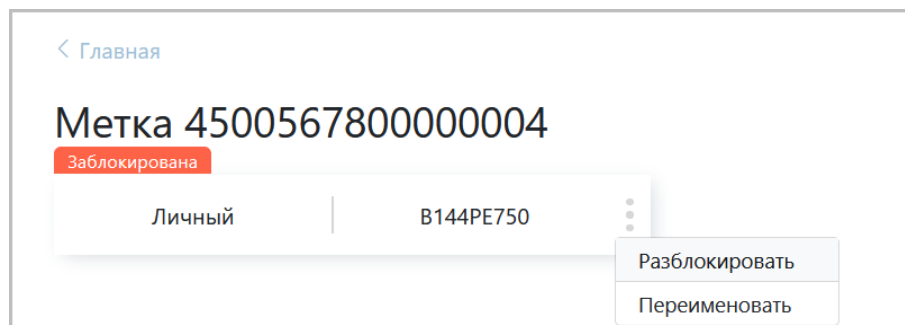 Главная
Метка 4500567800000004
Заблокирована
Личный
В144РЕ750
Разблокировать
Переименовать